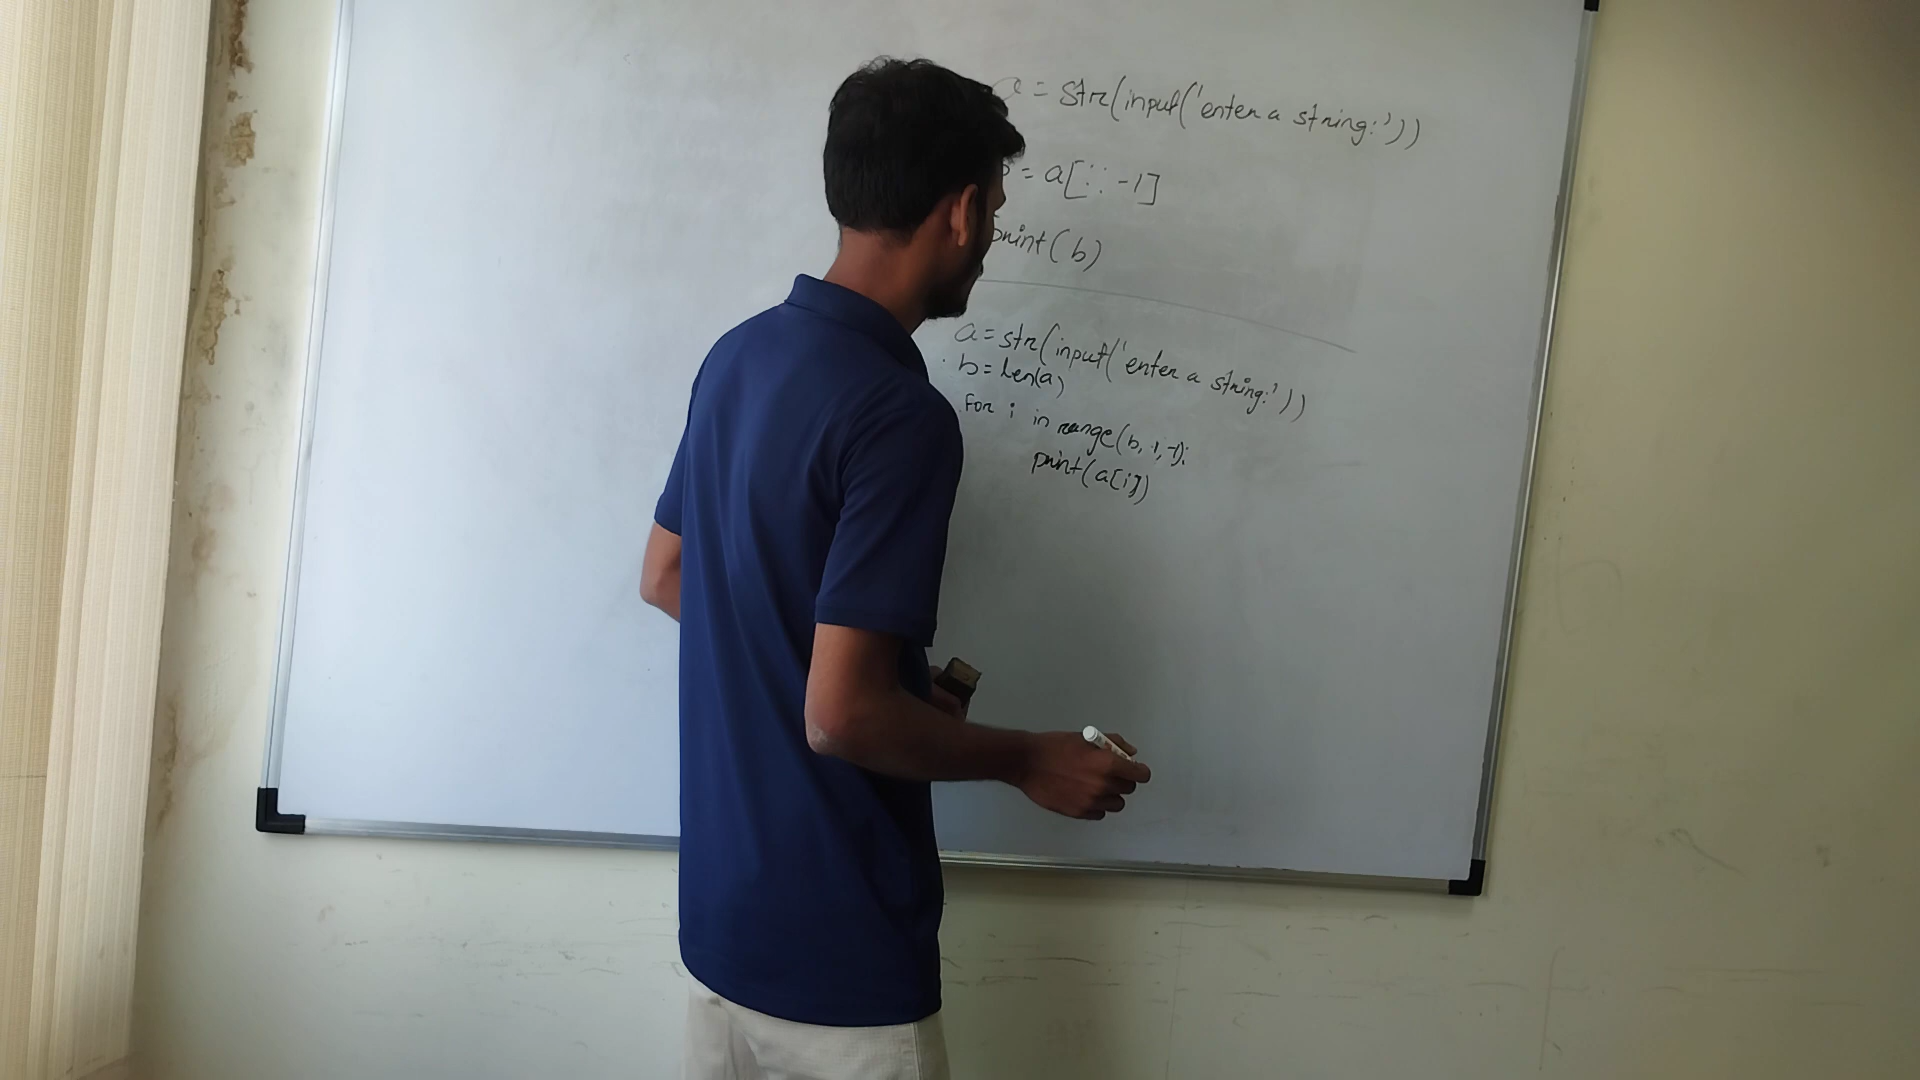 a = str(input('enter a string:'))
b = a[::-1]
print(b)
a=str(input('enter a string:'))
b=len(a)
for i in range(b,1,-1):
print(a[i])